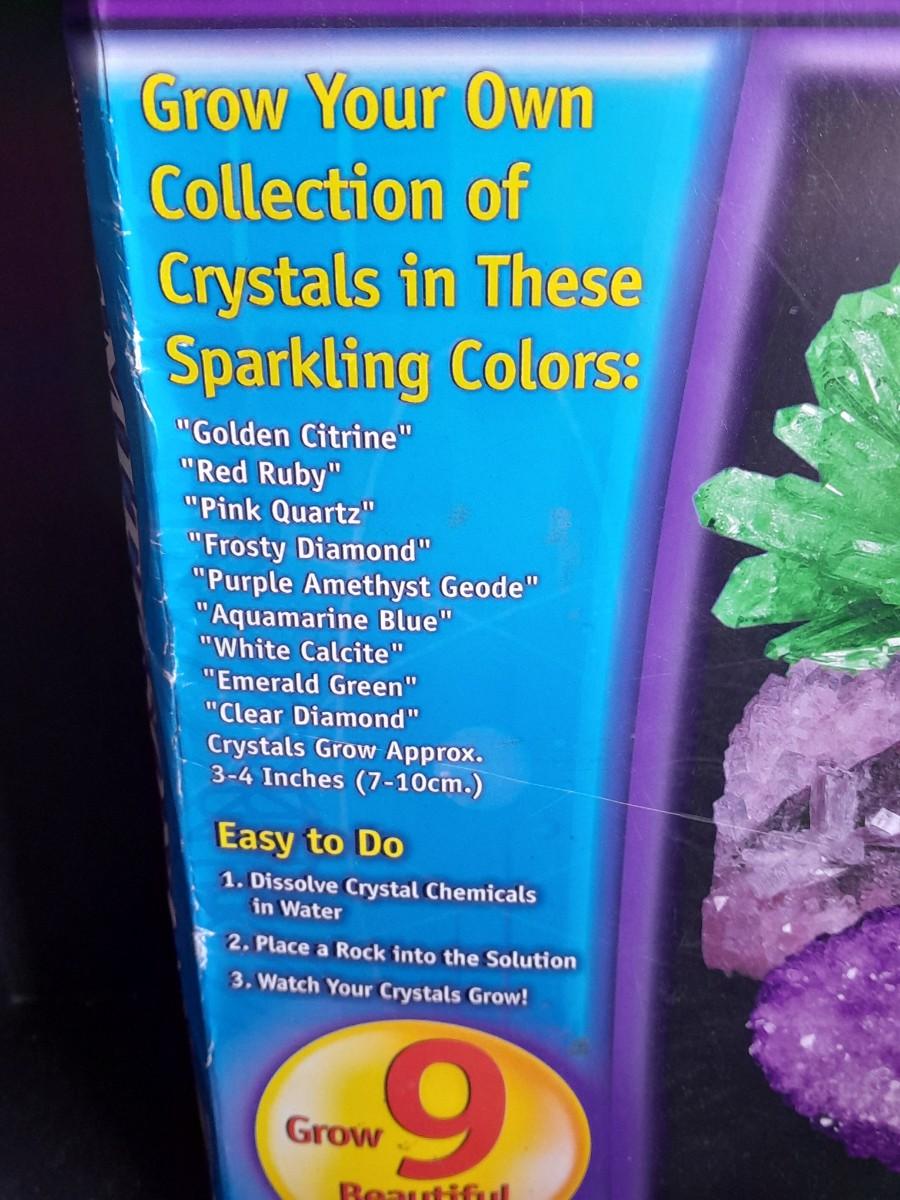 Grow Your Own
Collection of
Crystals in These
Sparkling Colors:
"Golden Citrine"
"Red Ruby"
"Pink Quartz"
"Frosty Diamond"
"Purple Amethyst Geode"
"Aquamarine Blue"
"White Calcite"
"Emerald Green"
"Clear Diamond"
Crystals Grow Approx.
3-4 Inches (7-10cm.)
Easy to Do
1. Dissolve Crystal Chemicals
in Water
2. Place a Rock into the Solution
3. Watch Your Crystals Grow!
Grow 9
Beautiful